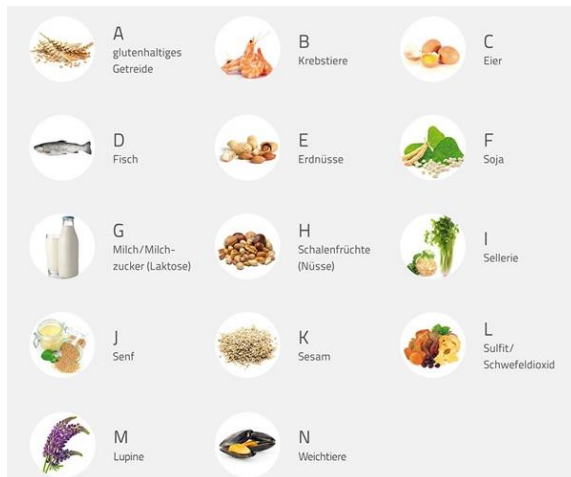 A
glutenhaltiges
Getreide
B
Krebstiere
C
Eier
D
Fisch
E
Erdnüsse
F
Soja
G
Milch/Milch-
zucker (Laktose)
H
Schalenfrüchte
(Nüsse)
I
Sellerie
J
Senf
K
Sesam
L
Sulfit/
Schwefeldioxid
M
Lupine
N
Weichtiere